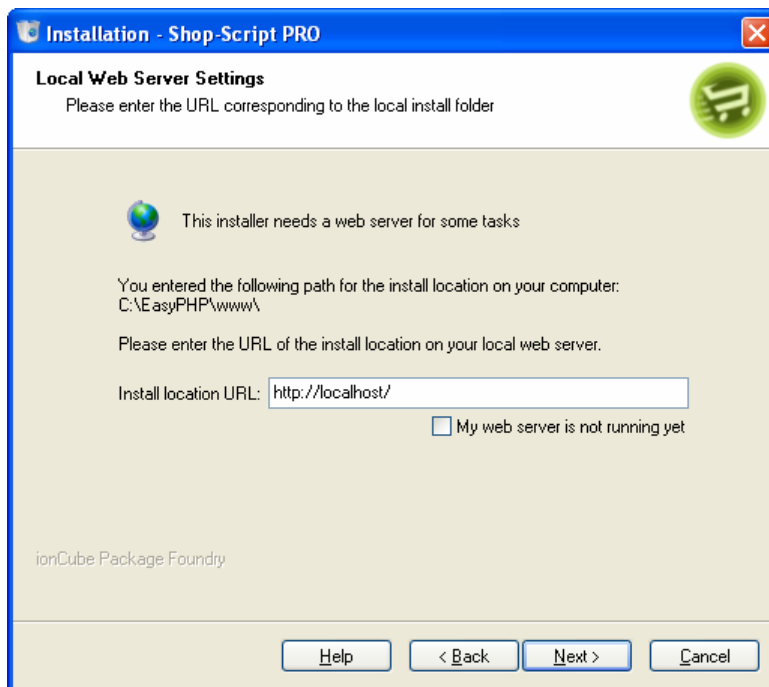 Installation - Shop-Script PRO
Local Web Server Settings
Please enter the URL corresponding to the local install folder
This installer needs a web server for some tasks
You entered the following path for the install location on your computer:
C:\EasyPHP\www\
Please enter the URL of the install location on your local web server.
Install location URL: http://localhost/
My web server is not running yet
ionCube Package Foundry
Help < Back Next > Cancel